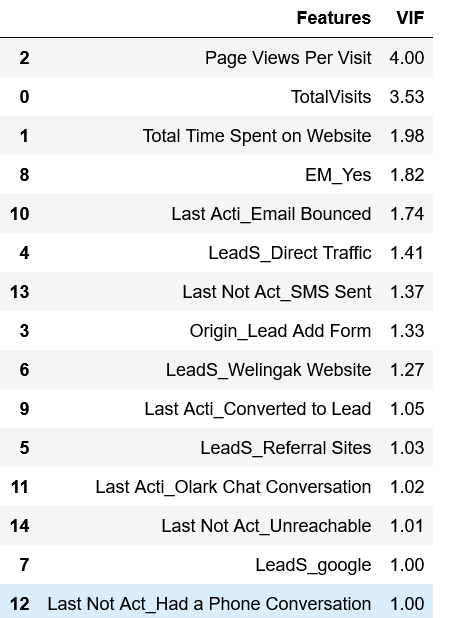 Features VIF
2 Page Views Per Visit 4.00
0 TotalVisits 3.53
1 Total Time Spent on Website 1.98
8 EM_Yes 1.82
10 Last Acti_Email Bounced 1.74
4 LeadS_Direct Traffic 1.41
13 Last Not Act_SMS Sent 1.37
3 Origin_Lead Add Form 1.33
6 LeadS_Welingak Website 1.27
9 Last Acti_Converted to Lead 1.05
5 LeadS_Referral Sites 1.03
11 Last Acti_Olark Chat Conversation 1.02
14 Last Not Act_Unreachable 1.01
7 LeadS_google 1.00
12 Last Not Act_Had a Phone Conversation 1.00